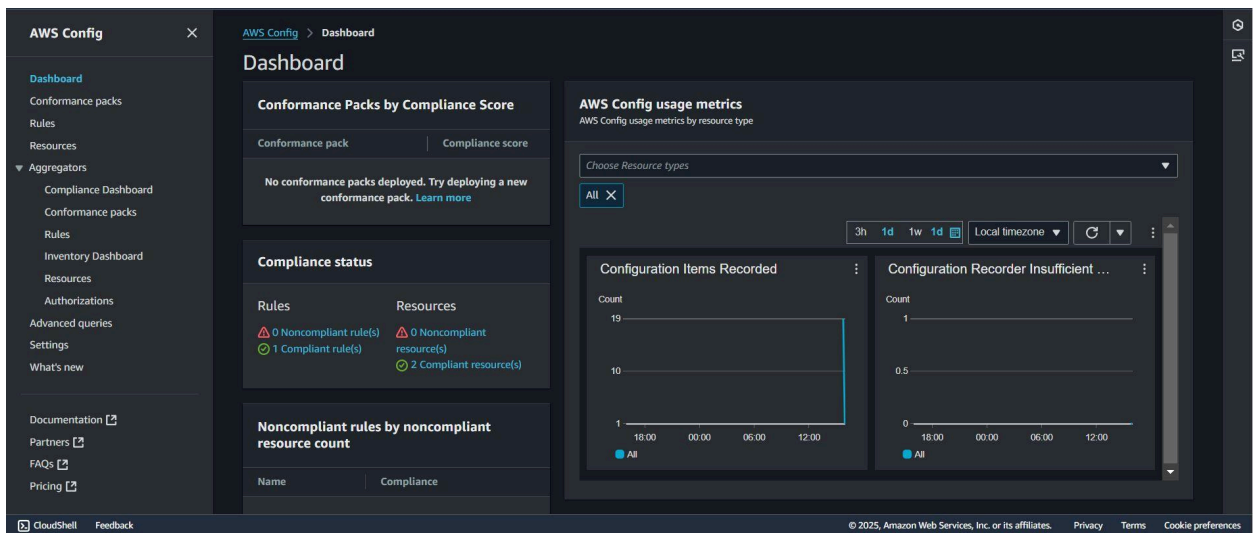 AWS Config
Dashboard
Conformance packs
Rules
Resources
Aggregators
Compliance Dashboard
Conformance packs
Rules
Inventory Dashboard
Resources
Authorizations
Advanced queries
Settings
What's new
Documentation
Partners
FAQs
Pricing
AWS Config > Dashboard
Dashboard
Conformance Packs by Compliance Score
Conformance pack Compliance score
No conformance packs deployed. Try deploying a new
conformance pack. Learn more
Compliance status
Rules
0 Noncompliant rule(s)
1 Compliant rule(s)
Resources
0 Noncompliant
resource(s)
2 Compliant resource(s)
Noncompliant rules by noncompliant
resource count
Name Compliance
AWS Config usage metrics
AWS Config usage metrics by resource type
Choose Resource types
All
3h 1d 1w 1d Local timezone
Configuration Items Recorded
Count
19
10
1
18:00 00:00 06:00 12:00
All
Configuration Recorder Insufficient ...
Count
1
0.5
0
18:00 00:00 06:00 12:00
All
CloudShell Feedback © 2025, Amazon Web Services, Inc. or its affiliates. Privacy Terms Cookie preferences